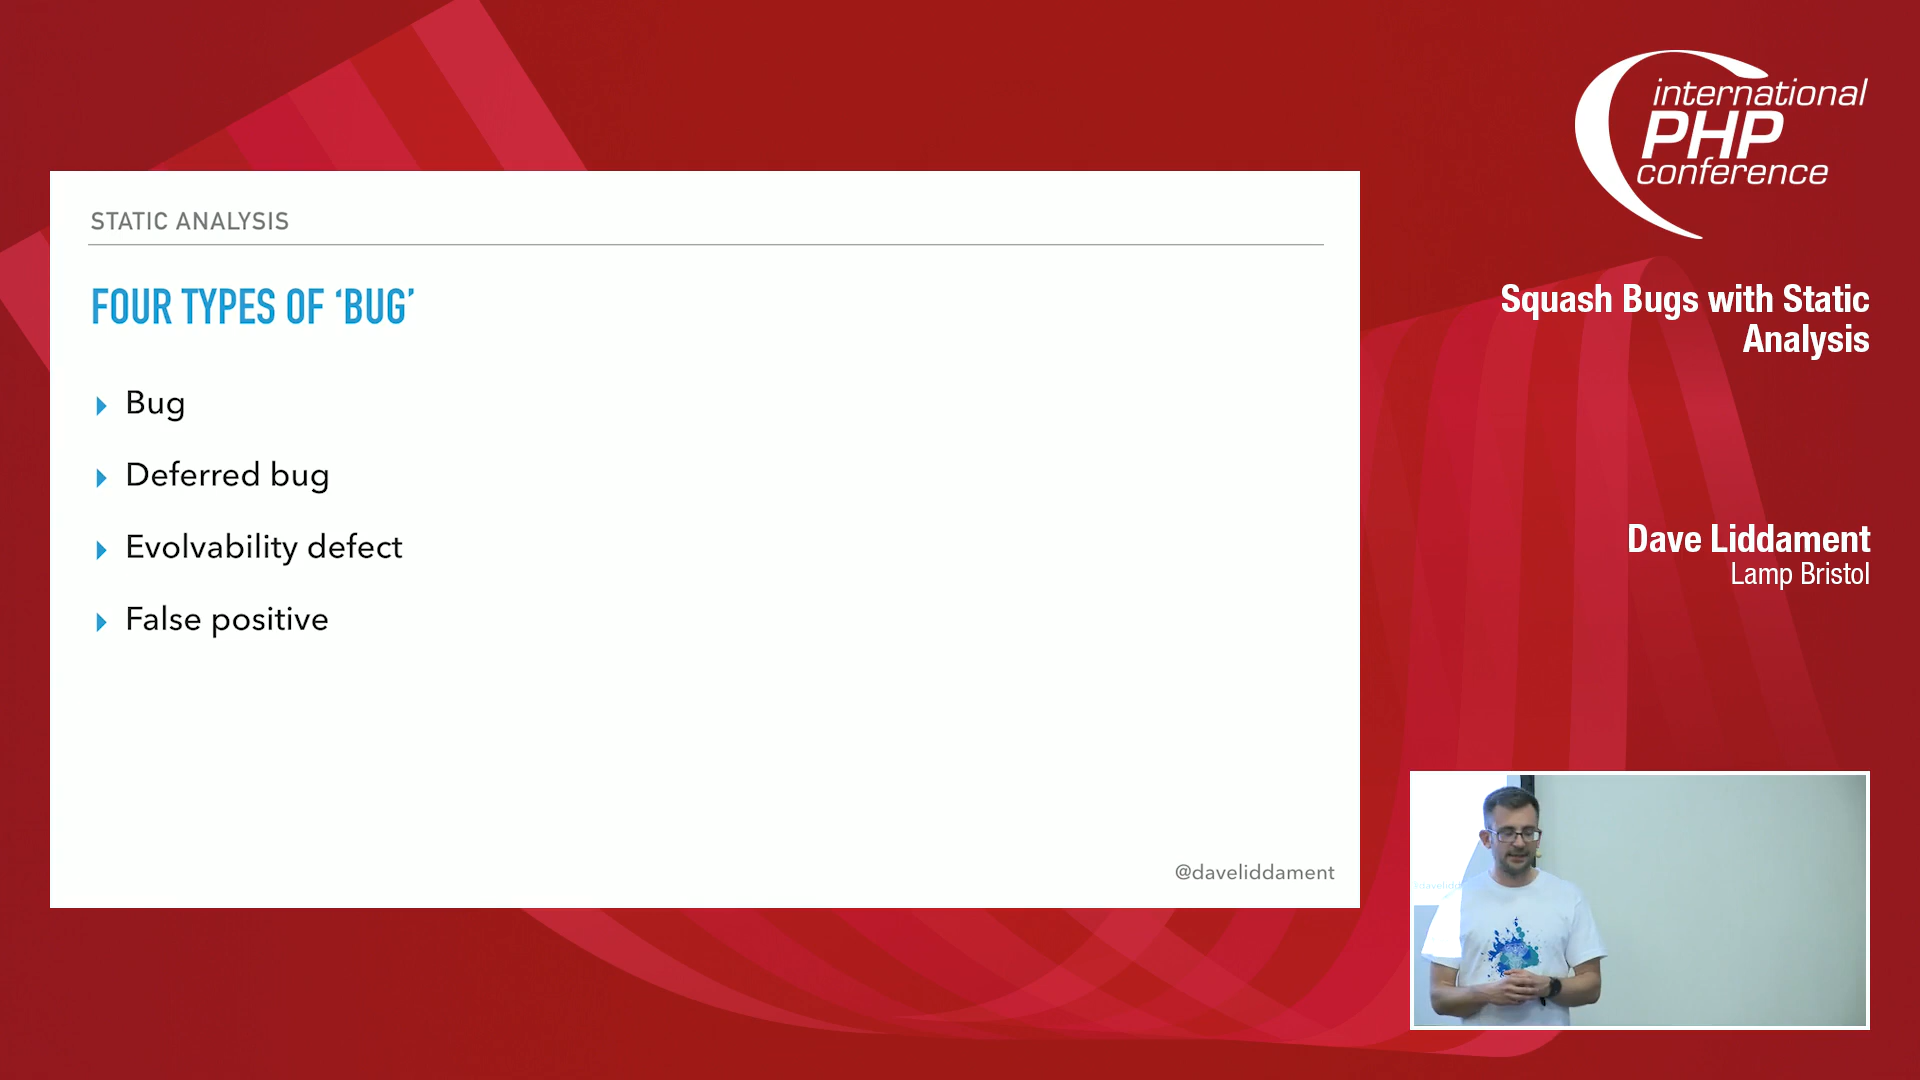 STATIC ANALYSIS
FOUR TYPES OF ‘BUG’
Bug
Deferred bug
Evolvability defect
False positive
@daveliddament
international
PHP
conference
Squash Bugs with Static
Analysis
Dave Liddament
Lamp Bristol